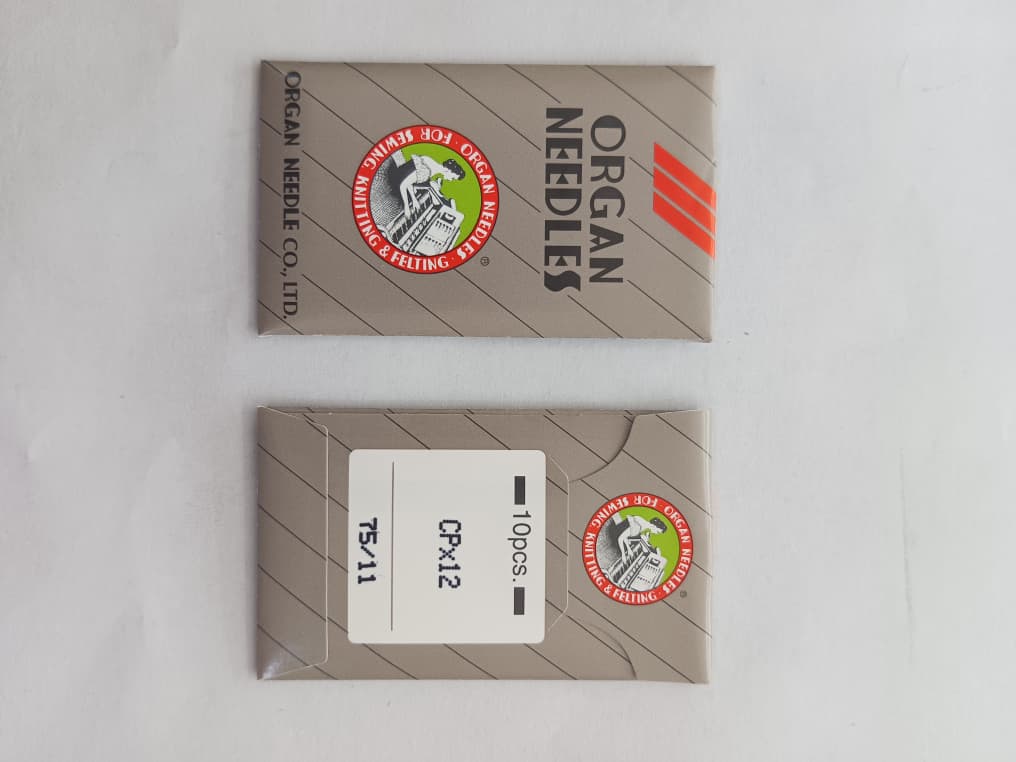 ORGAN
NEEDLES
ORGAN NEEDLES
FOR SEWING, KNITTING & FELTING
®
ORGAN NEEDLE CO., LTD.
ORGAN NEEDLES
FOR SEWING, KNITTING & FELTING
®
10pcs.
CPx12
75/11